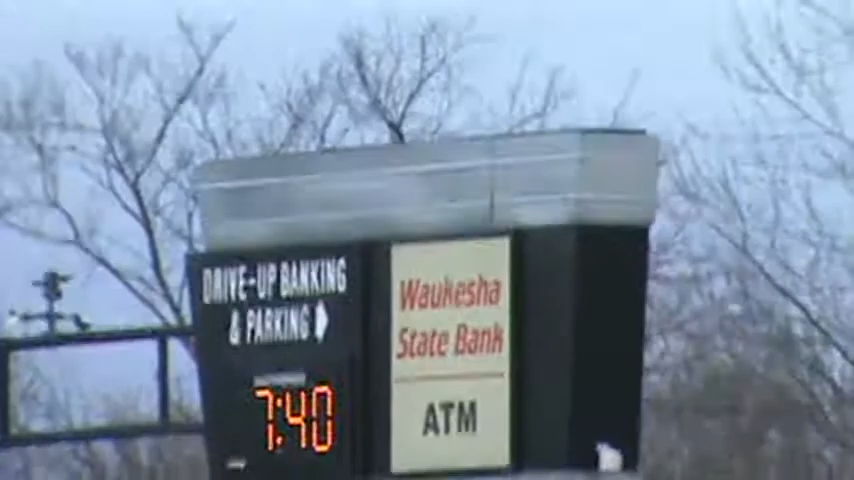 DRIVE-UP BANKING
& PARKING
7:40
Waukesha
State Bank
ATM